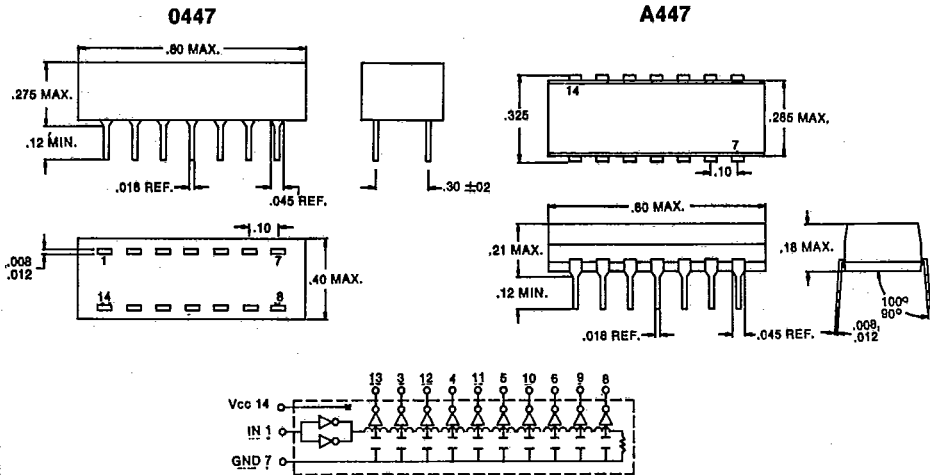 0447
A447
.80 MAX.
.275 MAX.
.12 MIN.
.018 REF.
.045 REF.
.30 ±02
14
7
.325
.285 MAX.
.10
.10
.008
.012
1
7
14
8
.40 MAX.
.80 MAX.
.21 MAX.
.12 MIN.
.018 REF.
.045 REF.
.18 MAX.
100°
90°
.008,
.012
13 3 12 4 11 5 10 6 9 8
Vcc 14
IN 1
GND 7